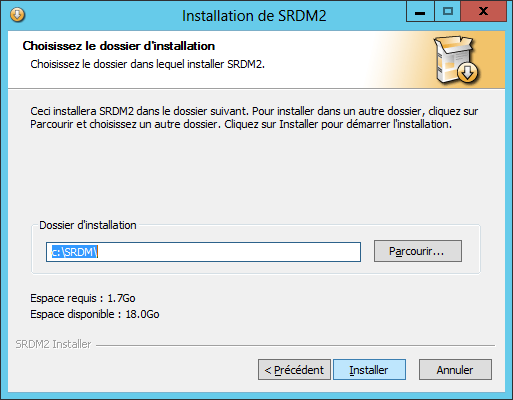 Installation de SRDM2
Choisissez le dossier d'installation
Choisissez le dossier dans lequel installer SRDM2.
Ceci installera SRDM2 dans le dossier suivant. Pour installer dans un autre dossier, cliquez sur
Parcourir et choisissez un autre dossier. Cliquez sur Installer pour démarrer l'installation.
Dossier d'installation
c:\SRDM\
Parcourir...
Espace requis : 1.7Go
Espace disponible : 18.0Go
SRDM2 Installer
< Précédent
Installer
Annuler